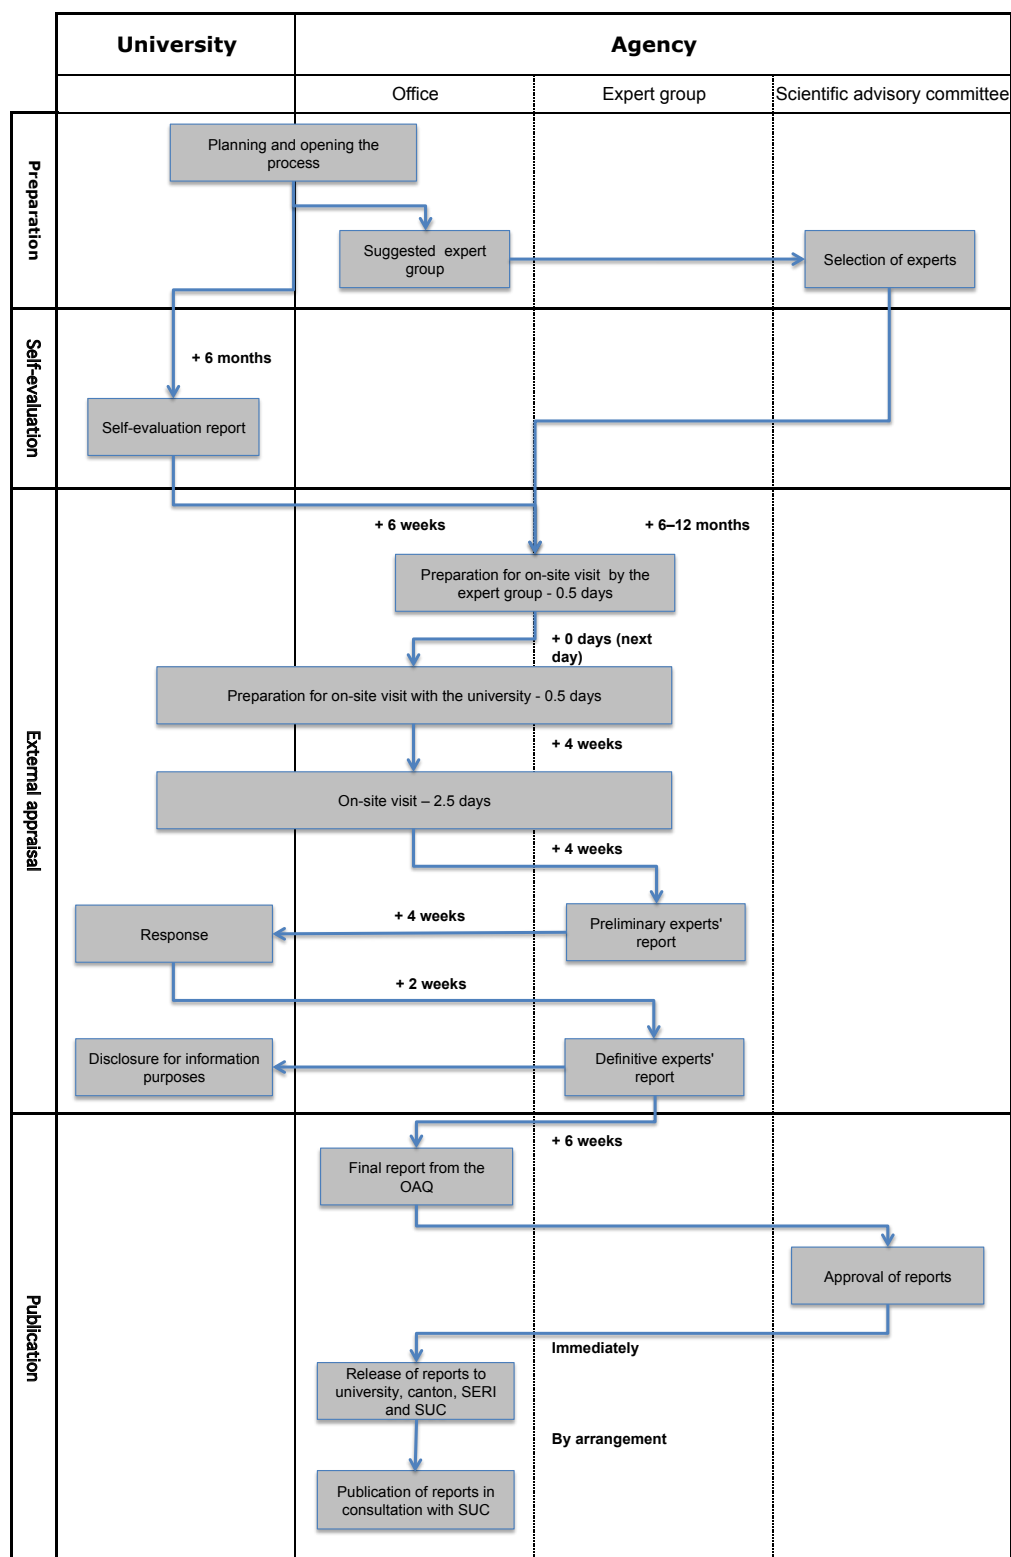 University
Agency
Office
Expert group
Scientific advisory committee
Preparation
Planning and opening the
process
Suggested expert
group
Selection of experts
Self-evaluation
+ 6 months
Self-evaluation report
External appraisal
+ 6 weeks
+ 6–12 months
Preparation for on-site visit by the
expert group - 0.5 days
+ 0 days (next
day)
Preparation for on-site visit with the university - 0.5 days
+ 4 weeks
On-site visit – 2.5 days
+ 4 weeks
Preliminary experts'
report
+ 4 weeks
Response
+ 2 weeks
Disclosure for information
purposes
Definitive experts'
report
Publication
+ 6 weeks
Final report from the
OAQ
Approval of reports
Immediately
Release of reports to
university, canton, SERI
and SUC
By arrangement
Publication of reports in
consultation with SUC